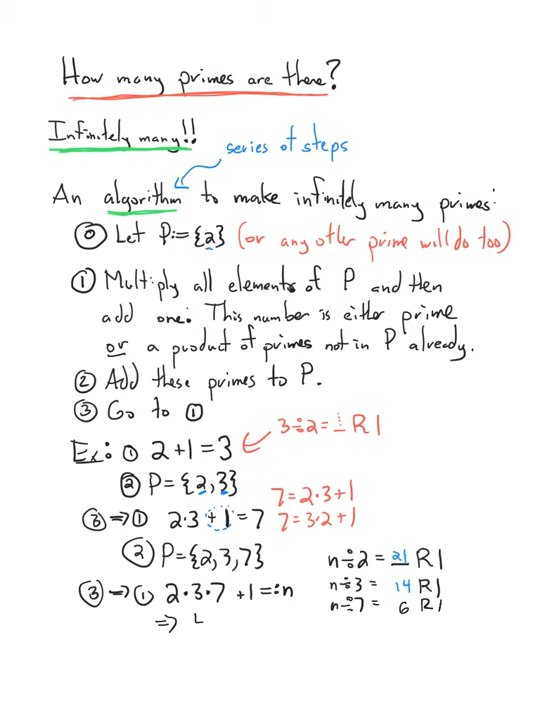 How many primes are there?
Infinitely many!!
series of steps
An algorithm to make infinitely many primes:
⓪ Let P:= {2} (or any other prime will do too)
① Multiply all elements of P and then
add one. This number is either prime
or a product of primes not in P already.
② Add these primes to P.
③ Go to ①
Ex: ① 2+1=3
3÷2=1 R1
② P={2,3}
7=2·3+1
③ ⇒ ① 2·3+1=7
7=3·2+1
② P={2,3,7}
n÷2=21 R1
③ ⇒ ① 2·3·7 +1=:n
n÷3= 14 R1
n÷7= 6 R1
⇒